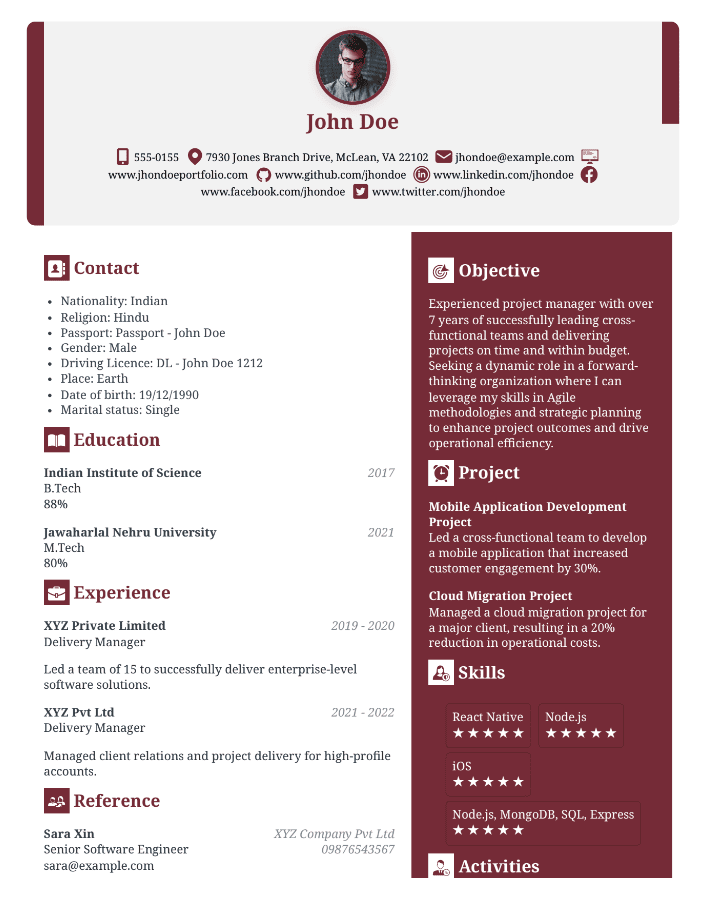 John Doe
555-0155 7930 Jones Branch Drive, McLean, VA 22102 jhondoe@example.com
www.jhondoeportfolio.com www.github.com/jhondoe www.linkedin.com/jhondoe
www.facebook.com/jhondoe www.twitter.com/jhondoe
Contact
• Nationality: Indian
• Religion: Hindu
• Passport: Passport - John Doe
• Gender: Male
• Driving Licence: DL - John Doe 1212
• Place: Earth
• Date of birth: 19/12/1990
• Marital status: Single
Education
Indian Institute of Science 2017
B.Tech
88%
Jawaharlal Nehru University 2021
M.Tech
80%
Experience
XYZ Private Limited 2019 - 2020
Delivery Manager
Led a team of 15 to successfully deliver enterprise-level
software solutions.
XYZ Pvt Ltd 2021 - 2022
Delivery Manager
Managed client relations and project delivery for high-profile
accounts.
Reference
Sara Xin XYZ Company Pvt Ltd
Senior Software Engineer 09876543567
sara@example.com
Objective
Experienced project manager with over
7 years of successfully leading cross-
functional teams and delivering
projects on time and within budget.
Seeking a dynamic role in a forward-
thinking organization where I can
leverage my skills in Agile
methodologies and strategic planning
to enhance project outcomes and drive
operational efficiency.
Project
Mobile Application Development
Project
Led a cross-functional team to develop
a mobile application that increased
customer engagement by 30%.
Cloud Migration Project
Managed a cloud migration project for
a major client, resulting in a 20%
reduction in operational costs.
Skills
React Native Node.js
★★★★★ ★★★★★
iOS
★★★★★
Node.js, MongoDB, SQL, Express
★★★★★
Activities